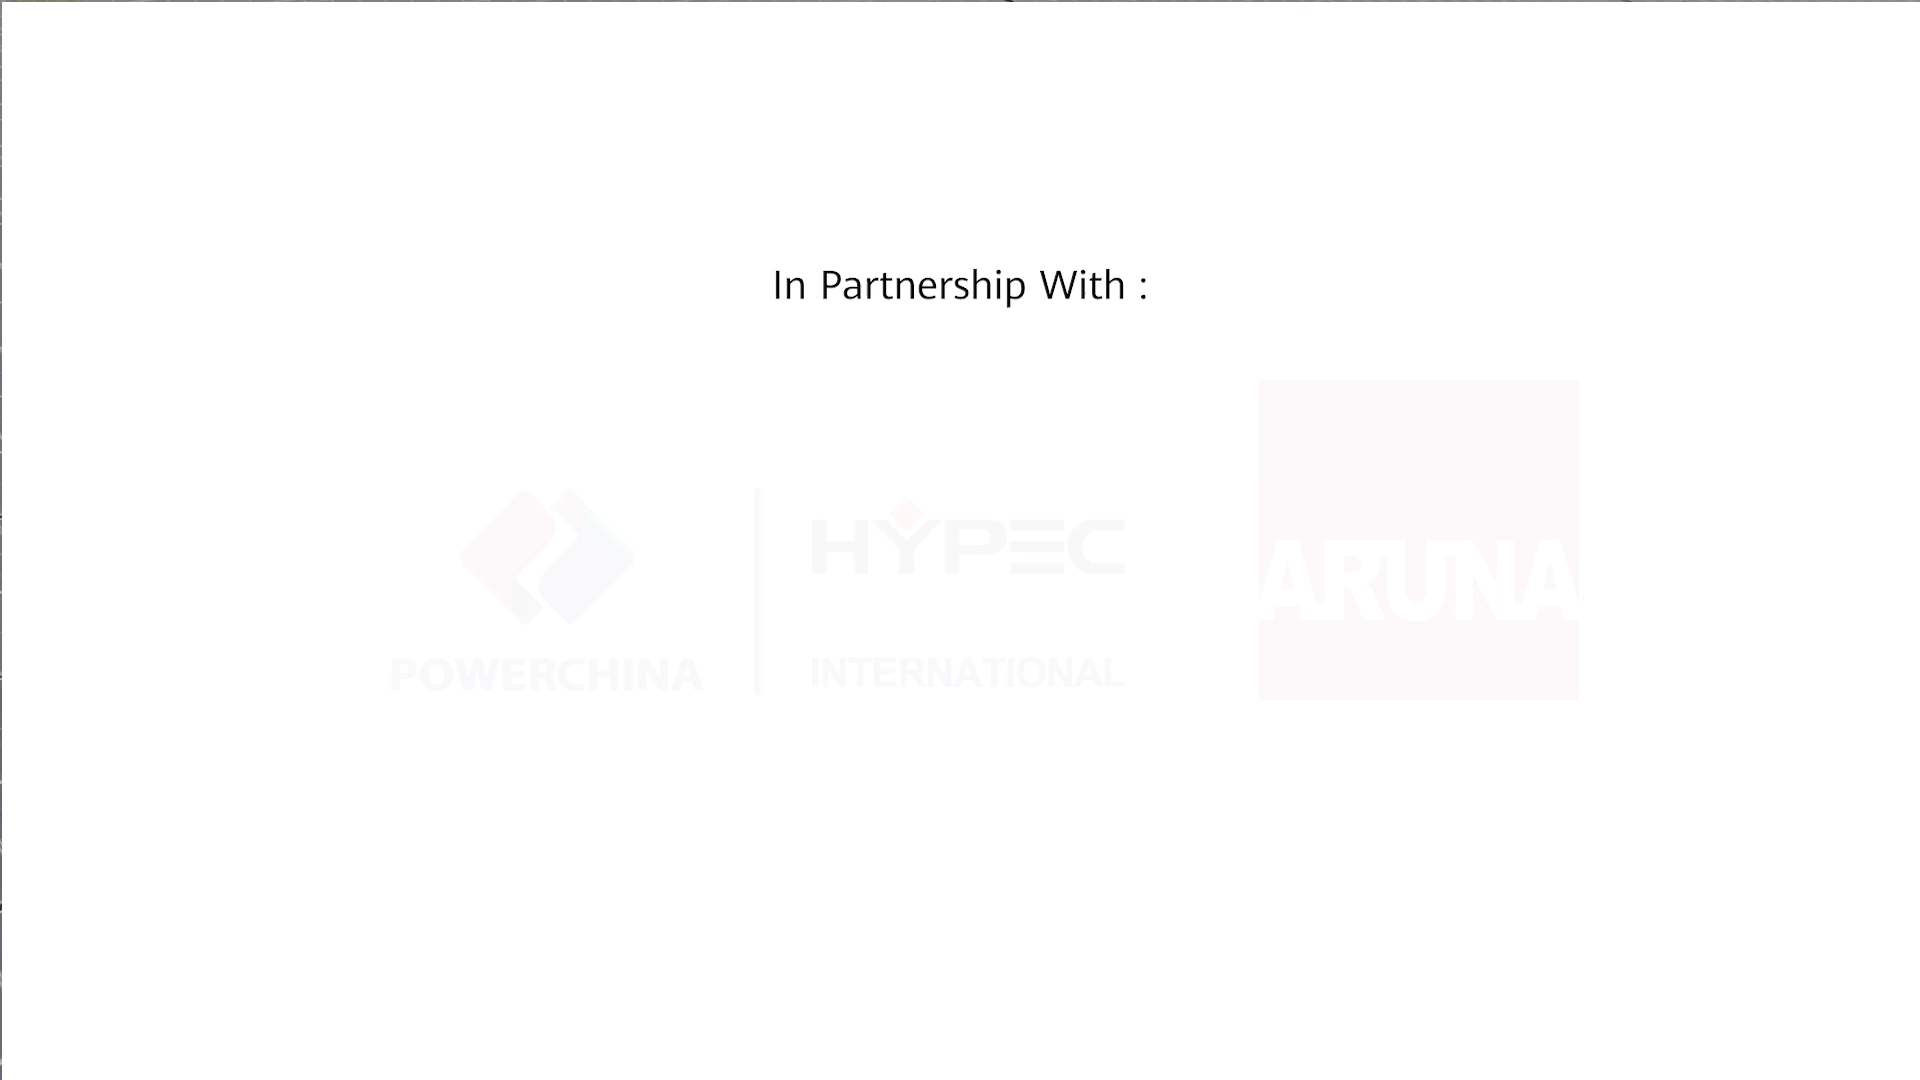 In Partnership With :
HYPEC
ARUNA
POWERCHINA
INTERNATIONAL